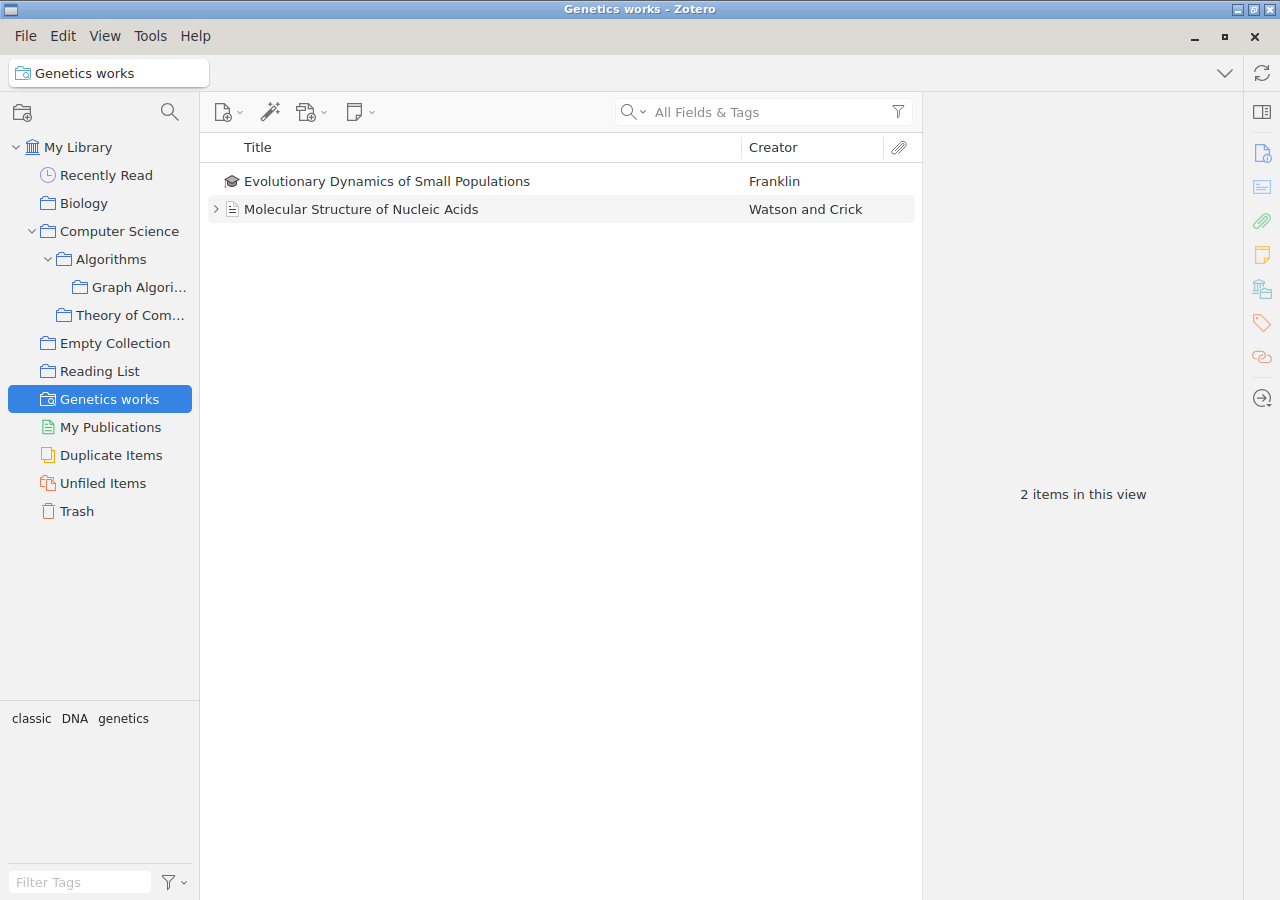 Genetics works - Zotero
File Edit View Tools Help
Genetics works
All Fields & Tags
My Library
Recently Read
Biology
Computer Science
Algorithms
Graph Algori...
Theory of Com...
Empty Collection
Reading List
Genetics works
My Publications
Duplicate Items
Unfiled Items
Trash
Title Creator
Evolutionary Dynamics of Small Populations Franklin
Molecular Structure of Nucleic Acids Watson and Crick
2 items in this view
classic DNA genetics
Filter Tags